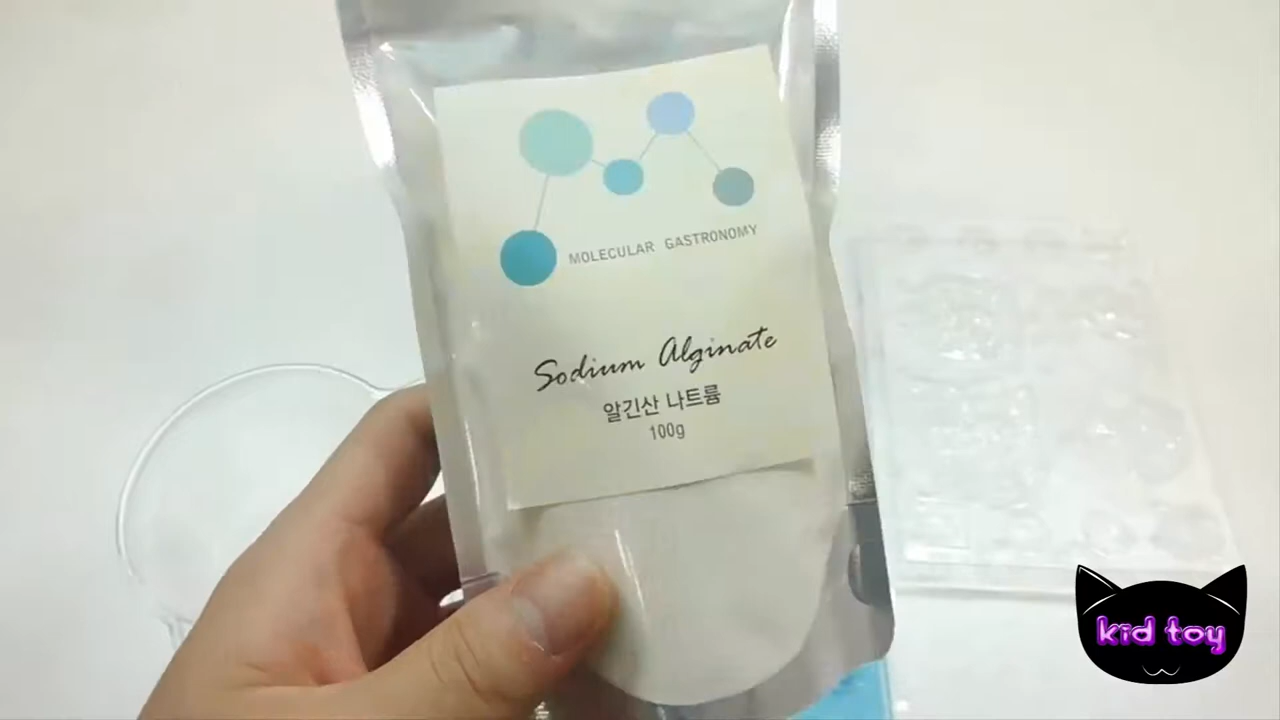 MOLECULAR GASTRONOMY
Sodium Alginate
알긴산 나트륨
100g
kid toy